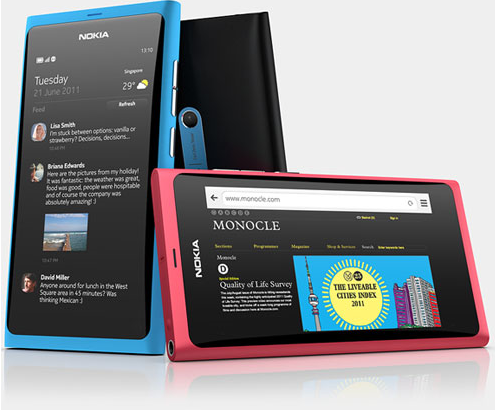 NOKIA
13:10
Tuesday
21 June 2011
Singapore
29°
Feed
Refresh
Lisa Smith
I'm stuck between options: vanilla or
strawberry? Decisions, decisions...
Briana Edwards
Here are the pictures from my holiday!
It was fantastic: the weather was great,
food was good, people were hospitable
and of course the company was
absolutely amazing! :)
David Miller
Anyone around for lunch in the West
Square in 45 minutes? Was
thinking Mexican :)
NOKIA
www.monocle.com
MONOCLE
Sign in
Sections Programmes Magazine Shop & Services Search
Monocle
Quality of Life Survey
THE LIVEABLE
CITIES INDEX
2011